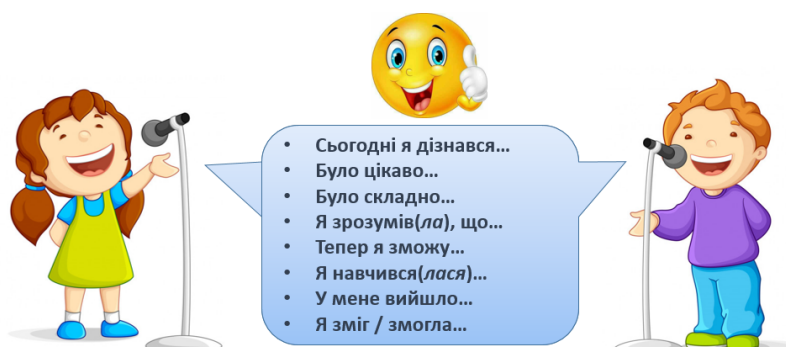 • Сьогодні я дізнався...
• Було цікаво...
• Було складно...
• Я зрозумів(ла), що...
• Тепер я зможу...
• Я навчився(лася)...
• У мене вийшло...
• Я зміг / змогла...